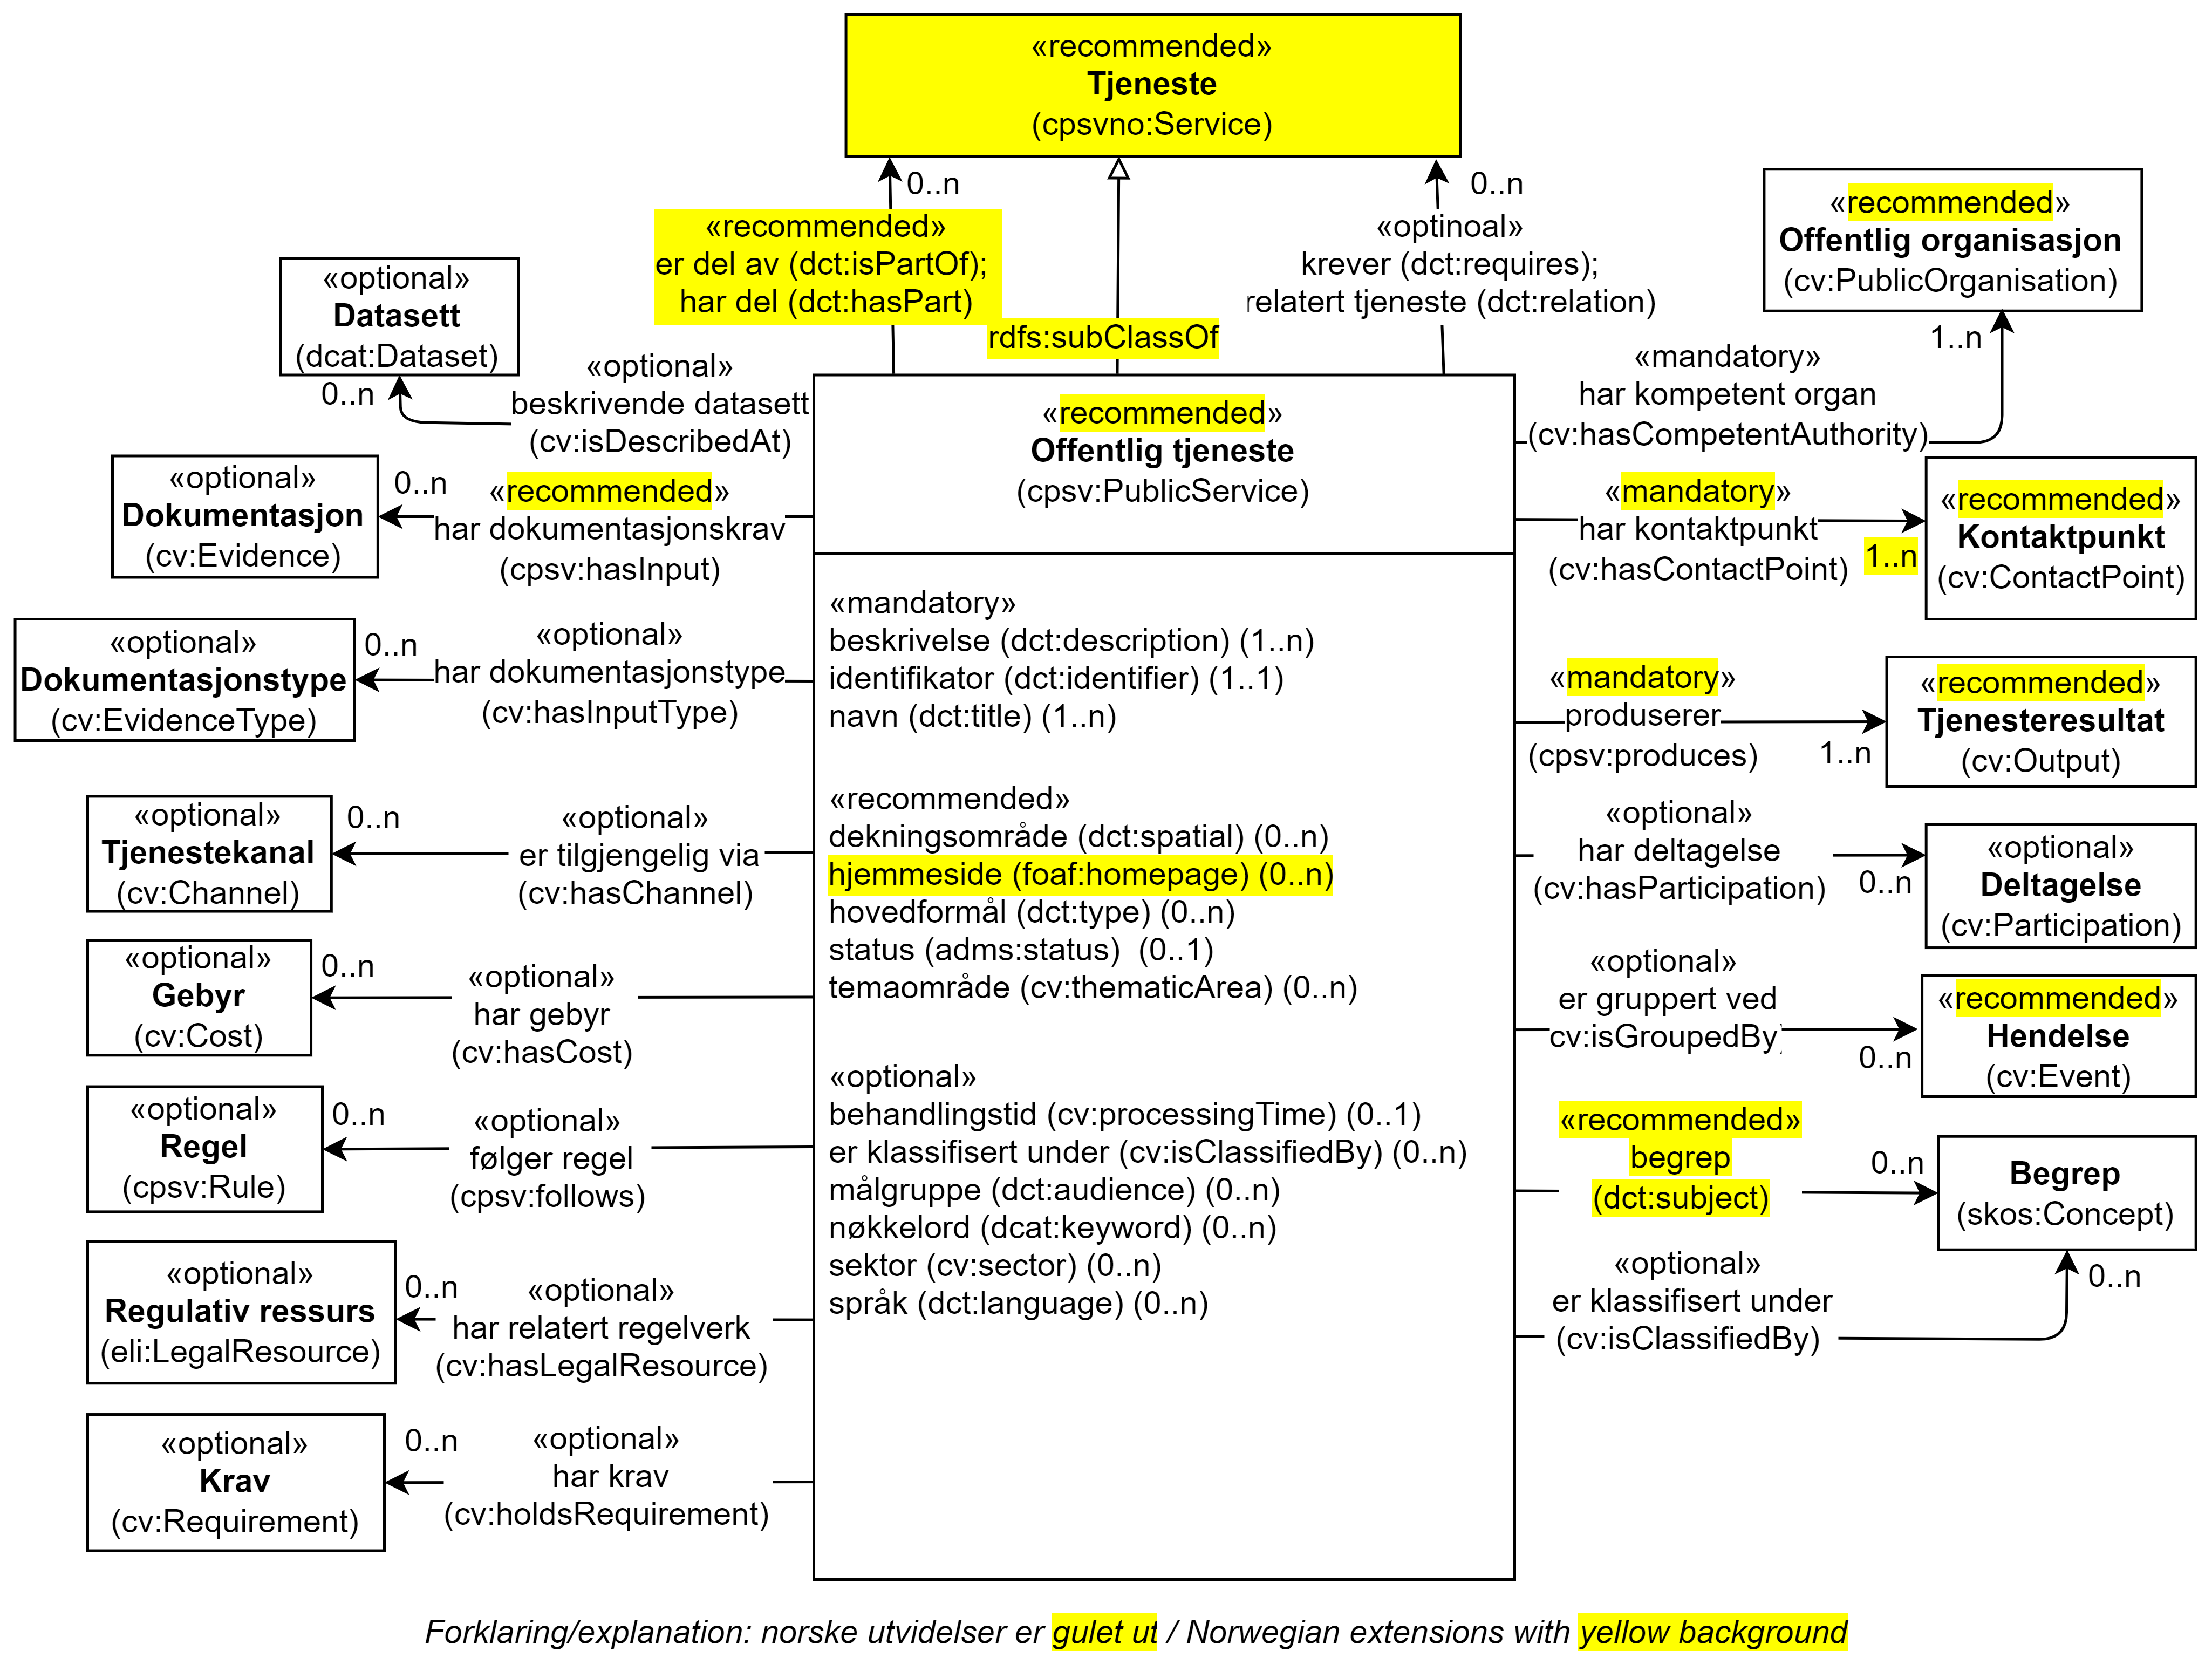 «recommended»
Tjeneste
(cpsvno:Service)
0..n
«recommended»
er del av (dct:isPartOf);
har del (dct:hasPart)
rdfs:subClassOf
0..n
«optinoal»
krever (dct:requires);
relatert tjeneste (dct:relation)
«recommended»
Offentlig organisasjon
(cv:PublicOrganisation)
1..n
«mandatory»
har kompetent organ
(cv:hasCompetentAuthority)
«optional»
Datasett
(dcat:Dataset)
0..n
«optional»
beskrivende datasett
(cv:isDescribedAt)
«recommended»
Offentlig tjeneste
(cpsv:PublicService)
«optional»
Dokumentasjon
(cv:Evidence)
0..n
«recommended»
har dokumentasjonskrav
(cpsv:hasInput)
«mandatory»
har kontaktpunkt
(cv:hasContactPoint)
1..n
«recommended»
Kontaktpunkt
(cv:ContactPoint)
«optional»
Dokumentasjonstype
(cv:EvidenceType)
0..n
«optional»
har dokumentasjonstype
(cv:hasInputType)
«mandatory»
beskrivelse (dct:description) (1..n)
identifikator (dct:identifier) (1..1)
navn (dct:title) (1..n)
«mandatory»
produserer
(cpsv:produces)
1..n
«recommended»
Tjenesteresultat
(cv:Output)
«optional»
Tjenestekanal
(cv:Channel)
0..n
«optional»
er tilgjengelig via
(cv:hasChannel)
«recommended»
dekningsområde (dct:spatial) (0..n)
hjemmeside (foaf:homepage) (0..n)
hovedformål (dct:type) (0..n)
status (adms:status)  (0..1)
temaområde (cv:thematicArea) (0..n)
«optional»
har deltagelse
(cv:hasParticipation)
0..n
«optional»
Deltagelse
(cv:Participation)
«optional»
Gebyr
(cv:Cost)
0..n
«optional»
har gebyr
(cv:hasCost)
«optional»
er gruppert ved
cv:isGroupedBy)
0..n
«recommended»
Hendelse
(cv:Event)
«optional»
Regel
(cpsv:Rule)
0..n
«optional»
følger regel
(cpsv:follows)
«optional»
behandlingstid (cv:processingTime) (0..1)
er klassifisert under (cv:isClassifiedBy) (0..n)
målgruppe (dct:audience) (0..n)
nøkkelord (dcat:keyword) (0..n)
sektor (cv:sector) (0..n)
språk (dct:language) (0..n)
«recommended»
begrep
(dct:subject)
0..n
Begrep
(skos:Concept)
«optional»
er klassifisert under
(cv:isClassifiedBy)
0..n
«optional»
Regulativ ressurs
(eli:LegalResource)
0..n
«optional»
har relatert regelverk
(cv:hasLegalResource)
«optional»
Krav
(cv:Requirement)
0..n
«optional»
har krav
(cv:holdsRequirement)
Forklaring/explanation: norske utvidelser er gulet ut / Norwegian extensions with yellow background